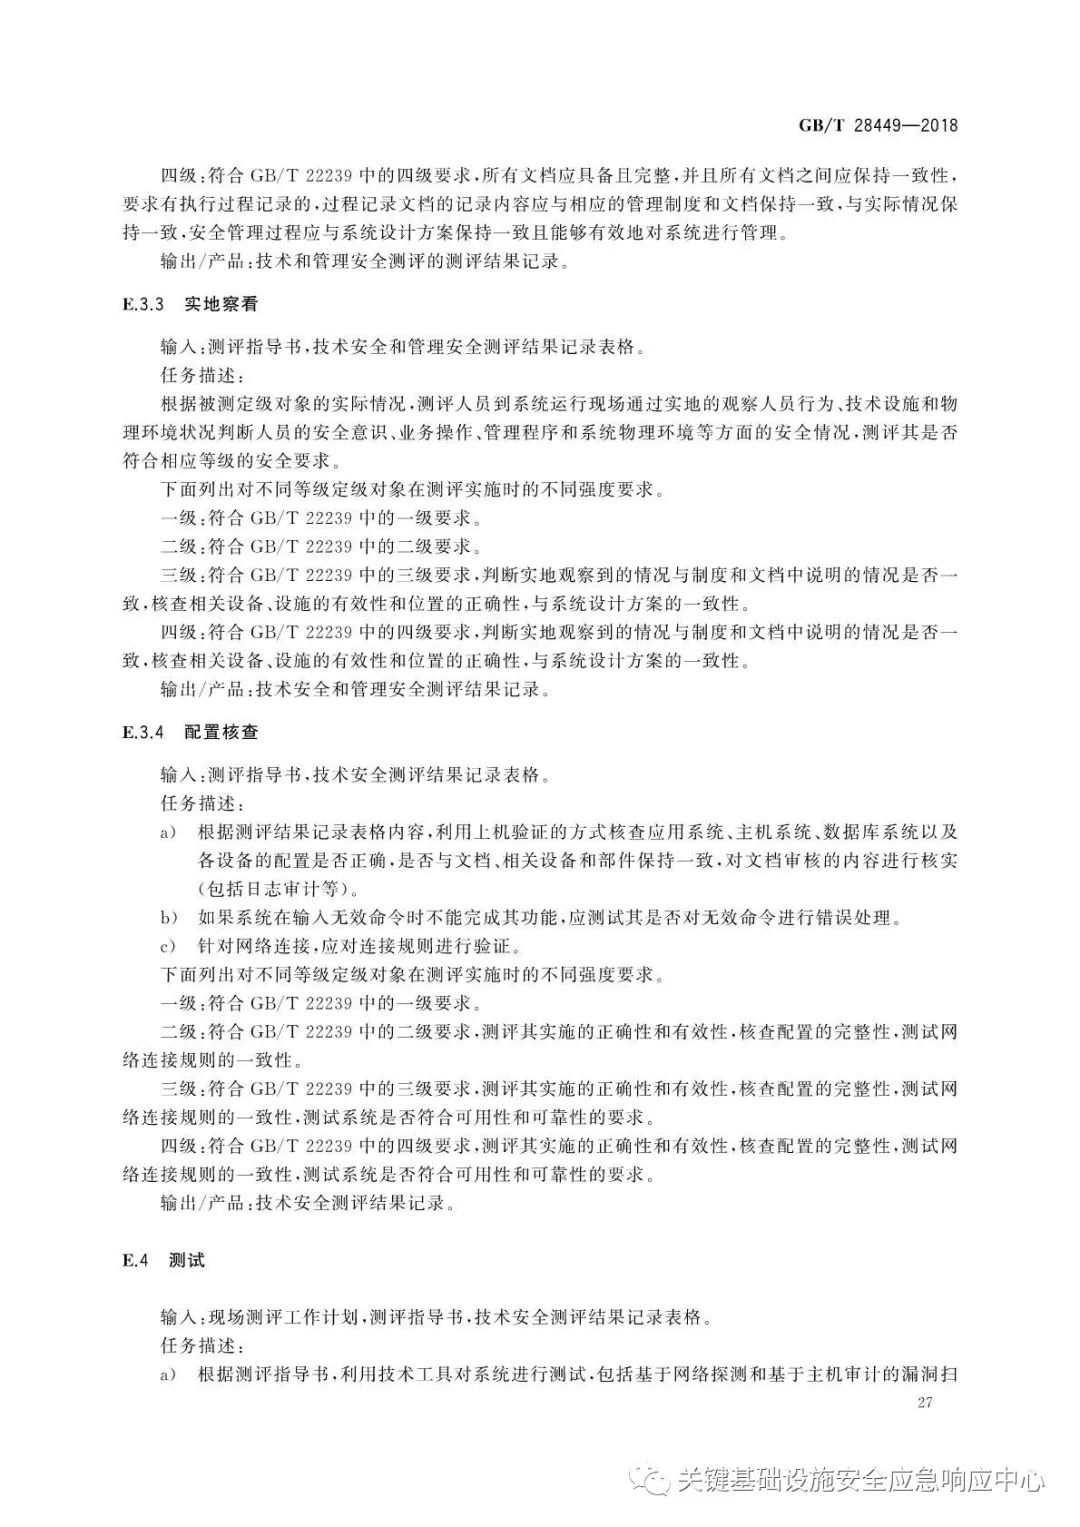 GB/T 28449—2018
四级:符合 GB/T 22239 中的四级要求,所有文档应具备且完整,并且所有文档之间应保持一致性,
要求有执行过程记录的,过程记录文档的记录内容应与相应的管理制度和文档保持一致,与实际情况保
持一致,安全管理过程应与系统设计方案保持一致且能够有效地对系统进行管理。
输出/产品:技术和管理安全测评的测评结果记录。
E.3.3 实地察看
输入:测评指导书,技术安全和管理安全测评结果记录表格。
任务描述:
根据被测定级对象的实际情况,测评人员到系统运行现场通过实地的观察人员行为、技术设施和物
理环境状况判断人员的安全意识、业务操作、管理程序和系统物理环境等方面的安全情况,测评其是否
符合相应等级的安全要求。
下面列出对不同等级定级对象在测评实施时的不同强度要求。
一级:符合 GB/T 22239 中的一级要求。
二级:符合 GB/T 22239 中的二级要求。
三级:符合 GB/T 22239 中的三级要求,判断实地观察到的情况与制度和文档中说明的情况是否一
致,核查相关设备、设施的有效性和位置的正确性,与系统设计方案的一致性。
四级:符合 GB/T 22239 中的四级要求,判断实地观察到的情况与制度和文档中说明的情况是否一
致,核查相关设备、设施的有效性和位置的正确性,与系统设计方案的一致性。
输出/产品:技术安全和管理安全测评结果记录。
E.3.4 配置核查
输入:测评指导书,技术安全测评结果记录表格。
任务描述:
a) 根据测评结果记录表格内容,利用上机验证的方式核查应用系统、主机系统、数据库系统以及
各设备的配置是否正确,是否与文档、相关设备和部件保持一致,对文档审核的内容进行核实
(包括日志审计等)。
b) 如果系统在输入无效命令时不能完成其功能,应测试其是否对无效命令进行错误处理。
c) 针对网络连接,应对连接规则进行验证。
下面列出对不同等级定级对象在测评实施时的不同强度要求。
一级:符合 GB/T 22239 中的一级要求。
二级:符合 GB/T 22239 中的二级要求,测评其实施的正确性和有效性,核查配置的完整性,测试网
络连接规则的一致性。
三级:符合 GB/T 22239 中的三级要求,测评其实施的正确性和有效性,核查配置的完整性,测试网
络连接规则的一致性,测试系统是否符合可用性和可靠性的要求。
四级:符合 GB/T 22239 中的四级要求,测评其实施的正确性和有效性,核查配置的完整性,测试网
络连接规则的一致性,测试系统是否符合可用性和可靠性的要求。
输出/产品:技术安全测评结果记录。
E.4 测试
输入:现场测评工作计划,测评指导书,技术安全测评结果记录表格。
任务描述:
a) 根据测评指导书,利用技术工具对系统进行测试,包括基于网络探测和基于主机审计的漏洞扫
27
关键基础设施安全应急响应中心